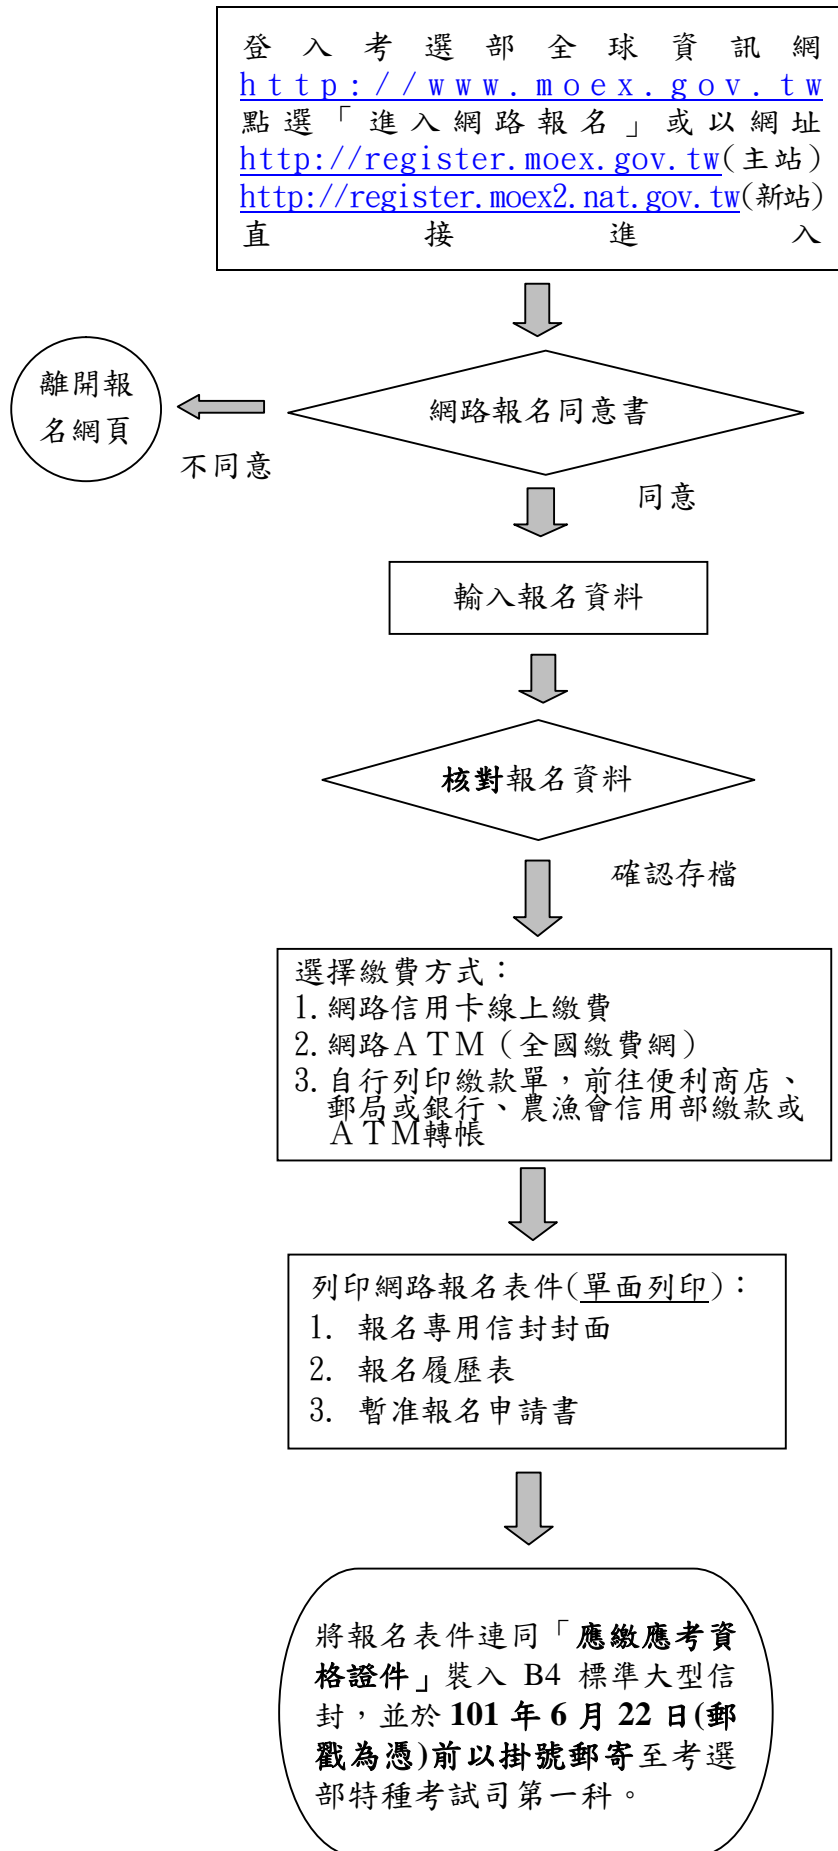 登入考選部全球資訊網
http://www.moex.gov.tw
點選「進入網路報名」或以網址
http://register.moex.gov.tw(主站)
http://register.moex2.nat.gov.tw(新站)
直接進入
離開報
名網頁
網路報名同意書
不同意
同意
輸入報名資料
核對報名資料
確認存檔
選擇繳費方式：
1.網路信用卡線上繳費
2.網路ATM（全國繳費網）
3.自行列印繳款單，前往便利商店、
郵局或銀行、農漁會信用部繳款或
ATM轉帳
列印網路報名表件(單面列印)：
1. 報名專用信封封面
2. 報名履歷表
3. 暫准報名申請書
將報名表件連同「應繳應考資
格證件」裝入 B4 標準大型信
封，並於 101 年 6 月 22 日(郵
戳為憑)前以掛號郵寄至考選
部特種考試司第一科。